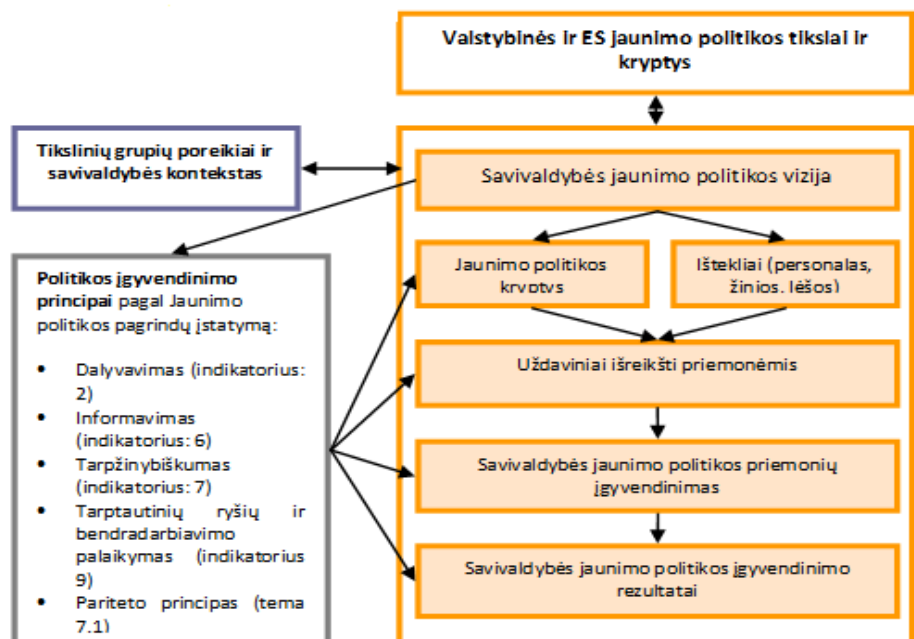 Valstybinės ir ES jaunimo politikos tikslai ir
kryptys
Tikslinių grupių poreikiai ir
savivaldybės kontekstas
Savivaldybės jaunimo politikos vizija
Jaunimo politikos
kryptys
Ištekliai (personalas,
žinios, lėšos)
Politikos įgyvendinimo
principai pagal Jaunimo
politikos pagrindų įstatymą:
• Dalyvavimas (indikatorius:
2)
• Informavimas
(indikatorius: 6)
• Tarpžinybiškumas
(indikatorius: 7)
• Tarptautinių ryšių ir
bendradarbiavimo
palaikymas (indikatorius
9)
• Pariteto principas (tema
7.1)
Uždaviniai išreikšti priemonėmis
Savivaldybės jaunimo politikos priemonių
įgyvendinimas
Savivaldybės jaunimo politikos įgyvendinimo
rezultatai